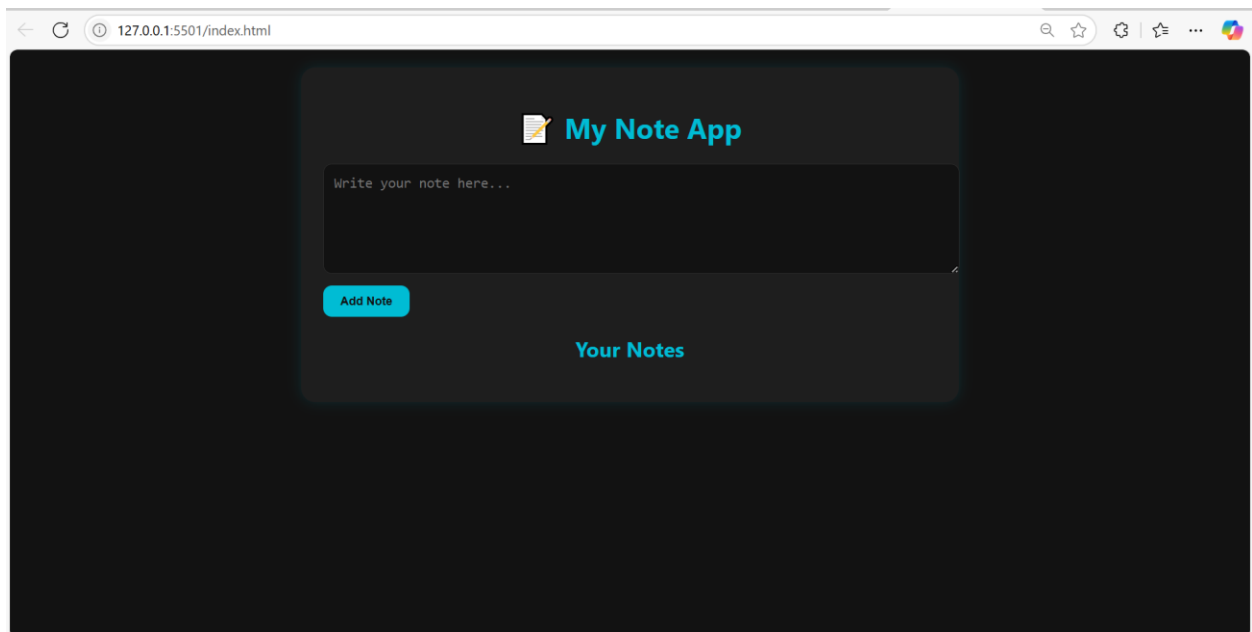 127.0.0.1:5501/index.html
My Note App
Write your note here...
Add Note
Your Notes